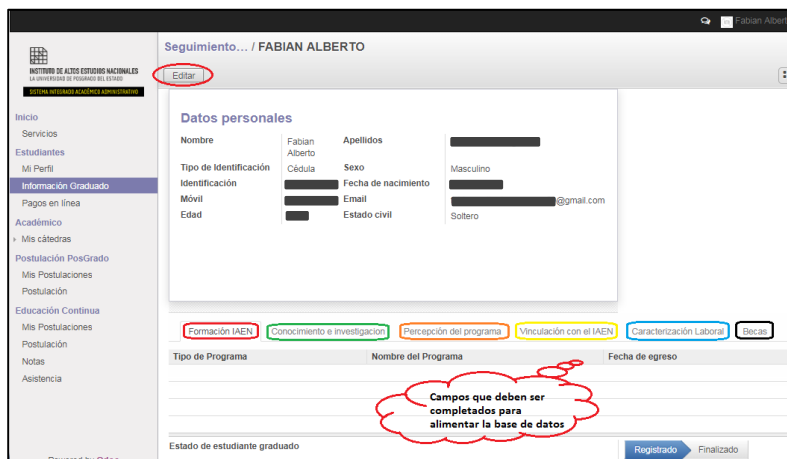 Fabian Albert
INSTITUTO DE ALTOS ESTUDIOS NACIONALES
LA UNIVERSIDAD DE POSGRADO DEL ESTADO
SISTEMA INTEGRADO ACADÉMICO ADMINISTRATIVO
Seguimiento... / FABIAN ALBERTO
Editar
Inicio
Servicios
Estudiantes
Mi Perfil
Información Graduado
Pagos en línea
Académico
Mis cátedras
Postulación PosGrado
Mis Postulaciones
Postulación
Educación Continua
Mis Postulaciones
Postulación
Notas
Asistencia
Powered by Odoo
Datos personales
Nombre Fabian Alberto Apellidos
Tipo de Identificación Cédula Sexo Masculino
Identificación Fecha de nacimiento
Móvil Email @gmail.com
Edad Estado civil Soltero
Formación IAEN Conocimiento e investigacion Percepción del programa Vinculación con el IAEN Caracterización Laboral Becas
Tipo de Programa Nombre del Programa Fecha de egreso
Campos que deben ser
completados para
alimentar la base de datos
Estado de estudiante graduado Registrado Finalizado